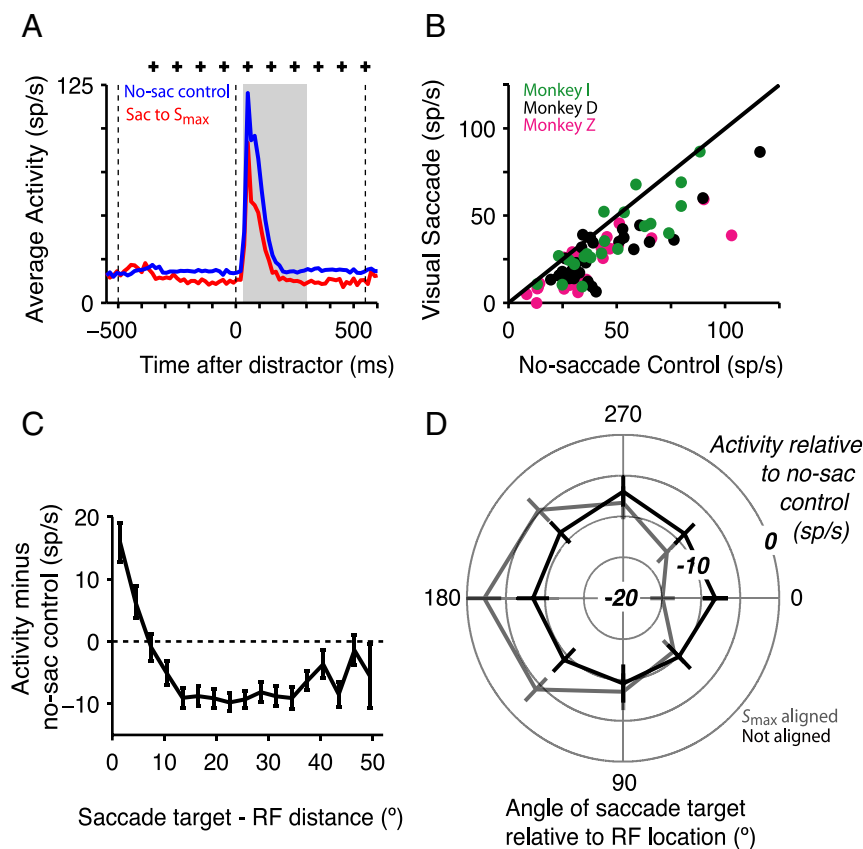 A
125
No-sac control
Sac to Smax
Average Activity (sp/s)
0
−500
0
500
Time after distractor (ms)
B
Monkey I
Monkey D
Monkey Z
Visual Saccade
(sp/s)
100
50
0
0
50
100
No-saccade Control (sp/s)
C
20
10
0
−10
Activity minus
no-sac control (sp/s)
0
10
20
30
40
50
Saccade target - RF distance (º)
D
270
Activity relative
to no-sac
control
(sp/s)
0
-10
-20
180
0
Smax aligned
Not aligned
90
Angle of saccade target
relative to RF location (º)